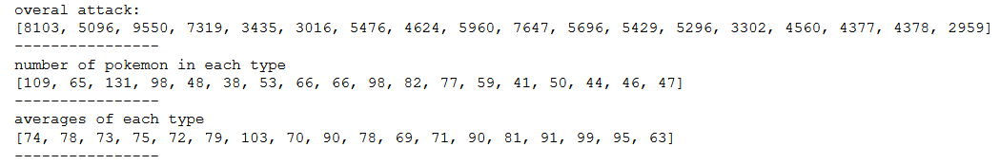 overal attack:
[8103, 5096, 9550, 7319, 3435, 3016, 5476, 4624, 5960, 7647, 5696, 5429, 5296, 3302, 4560, 4377, 4378, 2959]
----------------
number of pokemon in each type
[109, 65, 131, 98, 48, 38, 53, 66, 66, 98, 82, 77, 59, 41, 50, 44, 46, 47]
----------------
averages of each type
[74, 78, 73, 75, 72, 79, 103, 70, 90, 78, 69, 71, 90, 81, 91, 99, 95, 63]
----------------